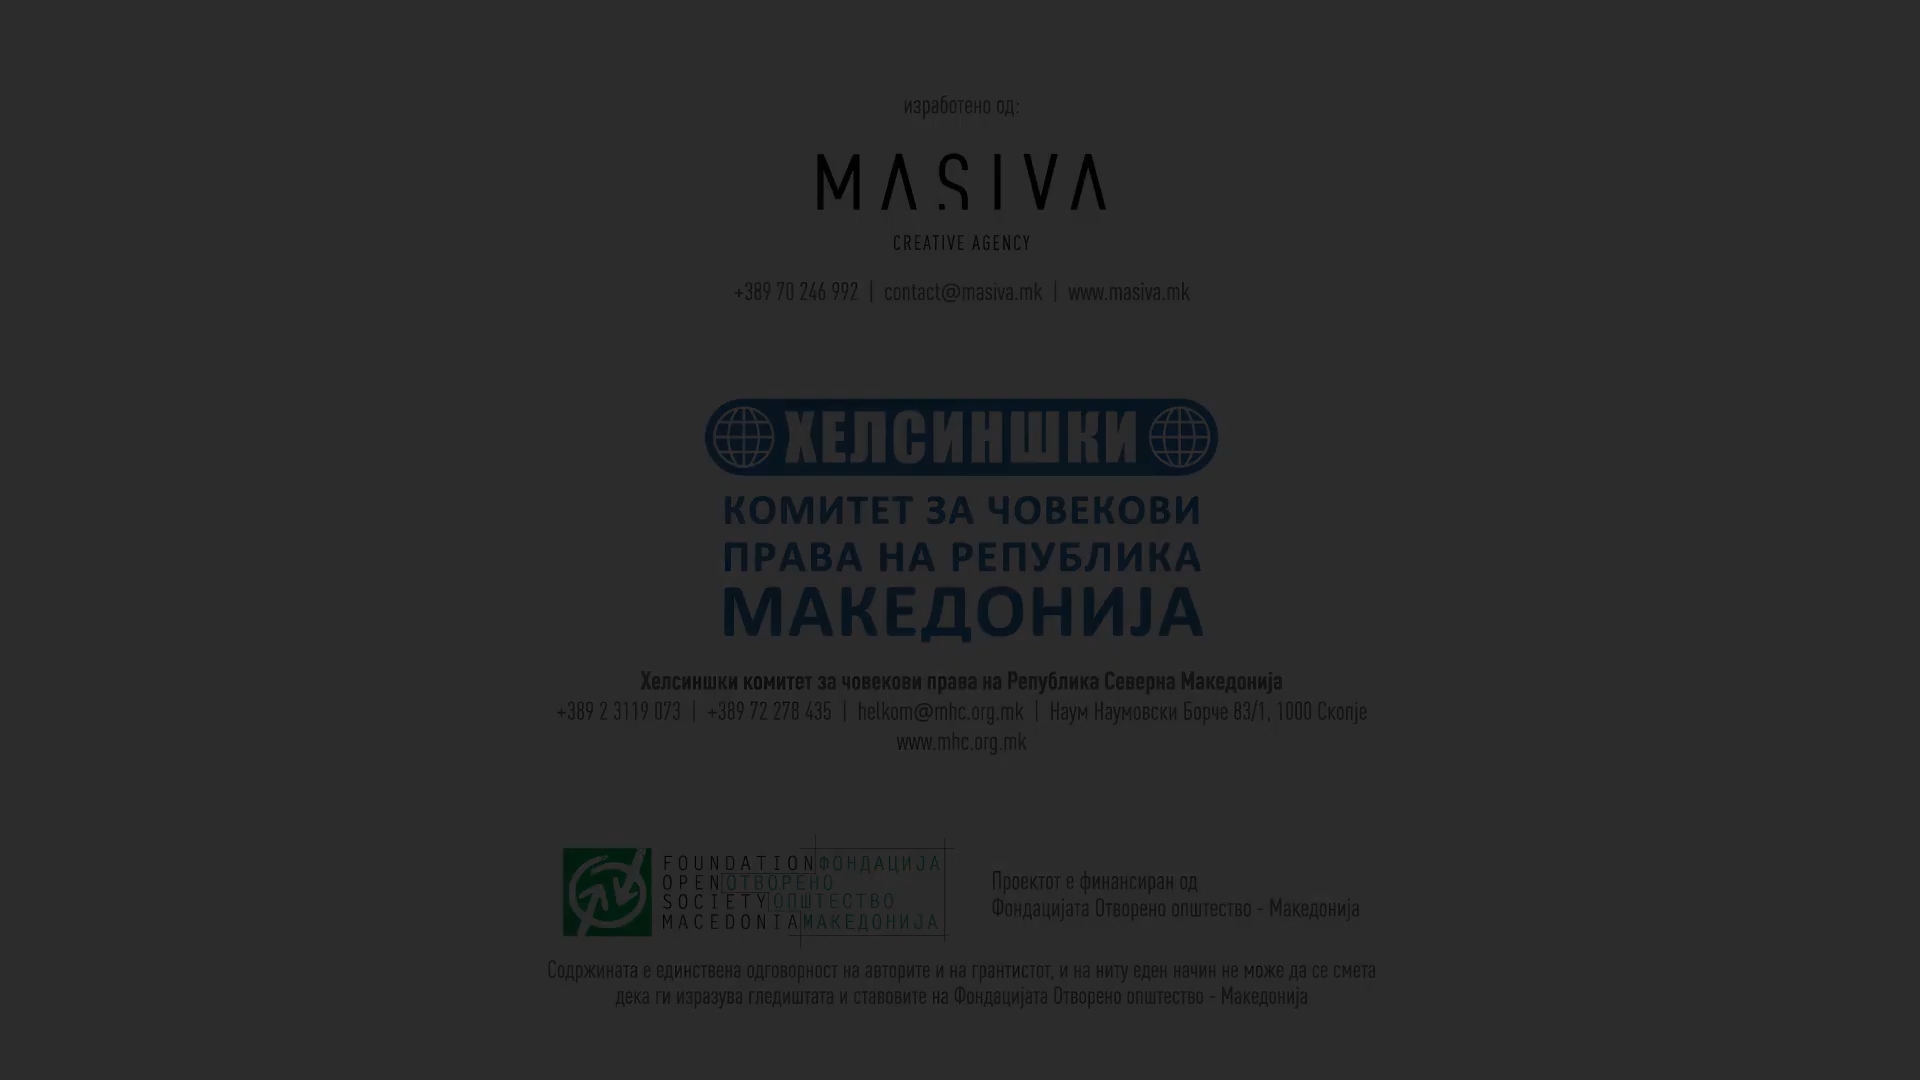 изработено од:
MASIVA
CREATIVE AGENCY
+389 70 246 992 | contact@masiva.mk | www.masiva.mk
ХЕЛСИНШКИ
КОМИТЕТ ЗА ЧОВЕКОВИ
ПРАВА НА РЕПУБЛИКА
МАКЕДОНИЈА
Хелсиншки комитет за човекови права на Република Северна Македонија
+389 2 3119 073 | +389 72 278 435 | helkom@mhc.org.mk | Наум Наумовски Борче 83/1, 1000 Скопје
www.mhc.org.mk
FOUNDATION ФОНДАЦИЈА
OPEN ОТВОРЕНО
SOCIETY ОПШТЕСТВО
MACEDONIA МАКЕДОНИЈА
Проектот е финансиран од
Фондацијата Отворено општество - Македонија
Содржината е единствена одговорност на авторите и на грантистот, и на ниту еден начин не може да се смета
дека ги изразува гледиштата и ставовите на Фондацијата Отворено општество - Македонија